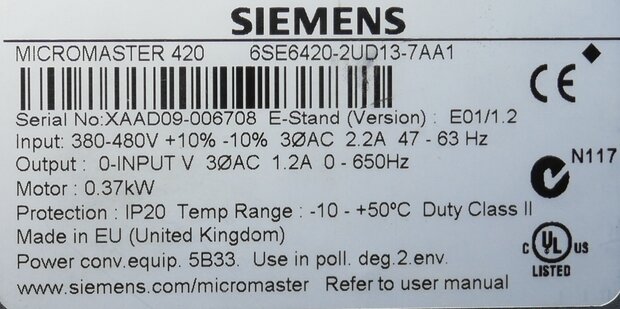 SIEMENS
MICROMASTER 420 6SE6420-2UD13-7AA1
CE
Serial No:XAAD09-006708 E-Stand (Version) : E01/1.2
Input: 380-480V +10% -10% 3ØAC 2.2A 47 - 63 Hz
Output : 0-INPUT V 3ØAC 1.2A 0 - 650Hz
N117
Motor : 0.37kW
Protection : IP20 Temp Range : -10 - +50ºC Duty Class II
Made in EU (United Kingdom)
C UL US
LISTED
Power conv.equip. 5B33. Use in poll. deg.2.env.
www.siemens.com/micromaster Refer to user manual